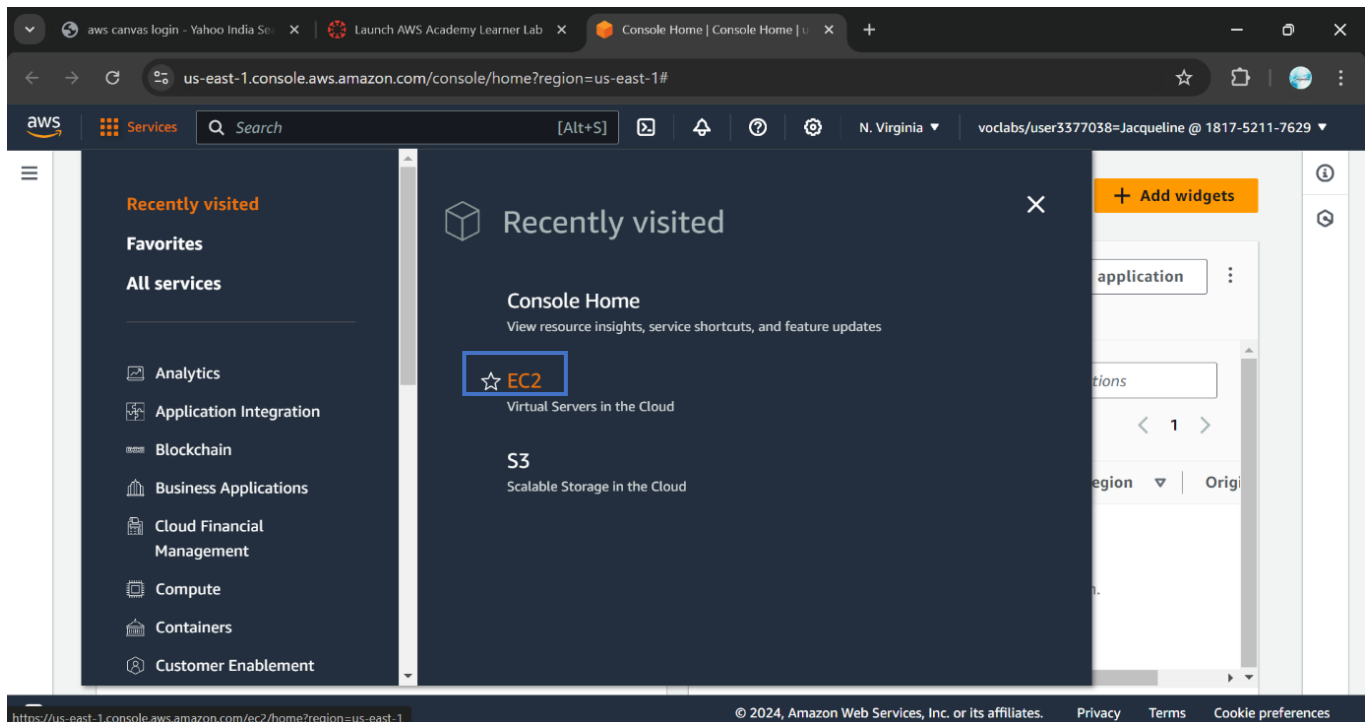 aws canvas login - Yahoo India Se
Launch AWS Academy Learner Lab
Console Home | Console Home | u
us-east-1.console.aws.amazon.com/console/home?region=us-east-1#
aws
Services
Search
[Alt+S]
N. Virginia
voclabs/user3377038=Jacqueline @ 1817-5211-7629
Recently visited
Favorites
All services
Analytics
Application Integration
Blockchain
Business Applications
Cloud Financial
Management
Compute
Containers
Customer Enablement
Recently visited
Console Home
View resource insights, service shortcuts, and feature updates
EC2
Virtual Servers in the Cloud
S3
Scalable Storage in the Cloud
+ Add widgets
application
tions
1
egion
Origi
n.
https://us-east-1.console.aws.amazon.com/ec2/home?region=us-east-1
© 2024, Amazon Web Services, Inc. or its affiliates.
Privacy
Terms
Cookie preferences